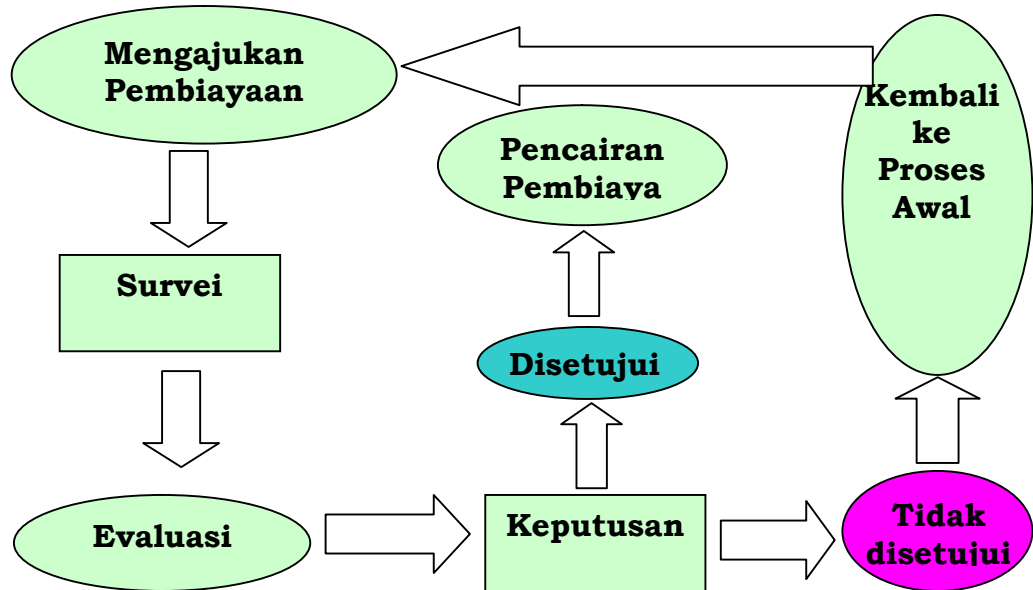 Mengajukan
Pembiayaan
Kembali
ke
Proses
Awal
Pencairan
Pembiaya
Survei
Disetujui
Evaluasi
Keputusan
Tidak
disetujui